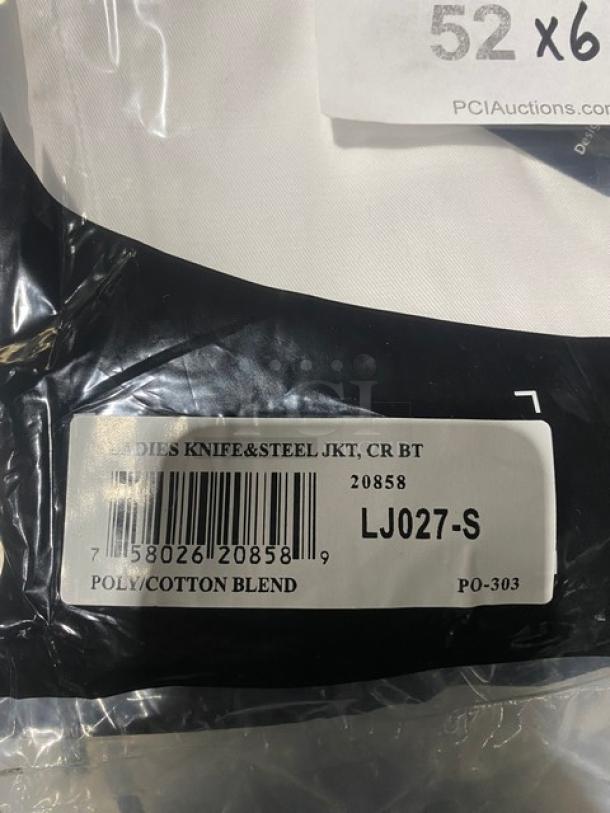 52 x6
PCIAuctions.com
Desig
LADIES KNIFE&STEEL JKT, CR BT
20858
LJ027-S
7 58026 20858 9
POLY/COTTON BLEND
PO-303